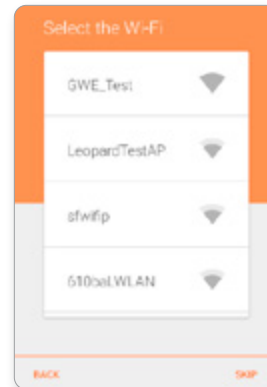 Select the Wi-Fi
GWE_Test
LeopardTestAP
sfwifip
610baLWLAN
BACK
SKIP